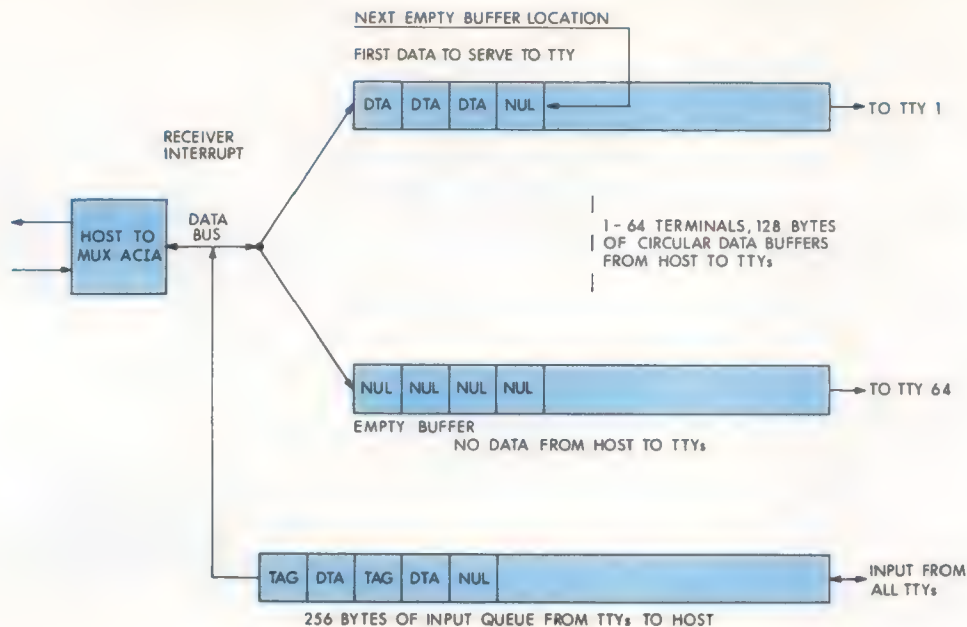 NEXT EMPTY BUFFER LOCATION
FIRST DATA TO SERVE TO TTY
DTA DTA DTA NUL
TO TTY 1
RECEIVER
INTERRUPT
HOST TO
MUX ACIA
DATA
BUS
1-64 TERMINALS, 128 BYTES
OF CIRCULAR DATA BUFFERS
FROM HOST TO TTYs
NUL NUL NUL NUL
TO TTY 64
EMPTY BUFFER
NO DATA FROM HOST TO TTYs
TAG DTA TAG DTA NUL
INPUT FROM
ALL TTYs
256 BYTES OF INPUT QUEUE FROM TTYs TO HOST